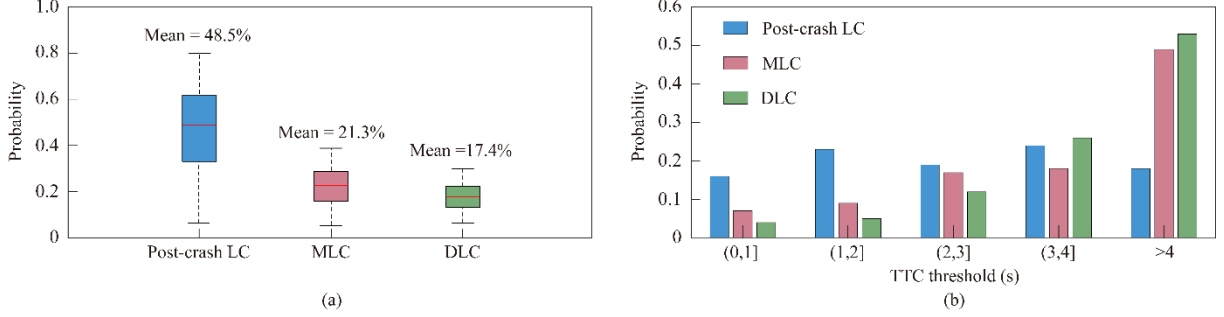 1.0
0.8
0.6
0.4
0.2
0
Probability
Mean = 48.5%
Mean = 21.3%
Mean =17.4%
Post-crash LC
MLC
DLC
(a)
0.6
0.5
0.4
0.3
0.2
0.1
0
Probability
Post-crash LC
MLC
DLC
(0,1]
(1,2]
(2,3]
(3,4]
>4
TTC threshold (s)
(b)